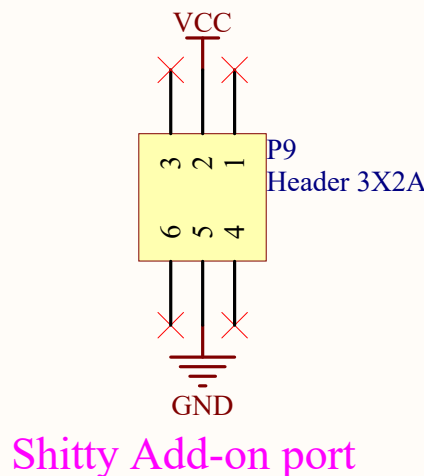 VCC
3 2 1
P9
Header 3X2A
6 5 4
GND
Shitty Add-on port